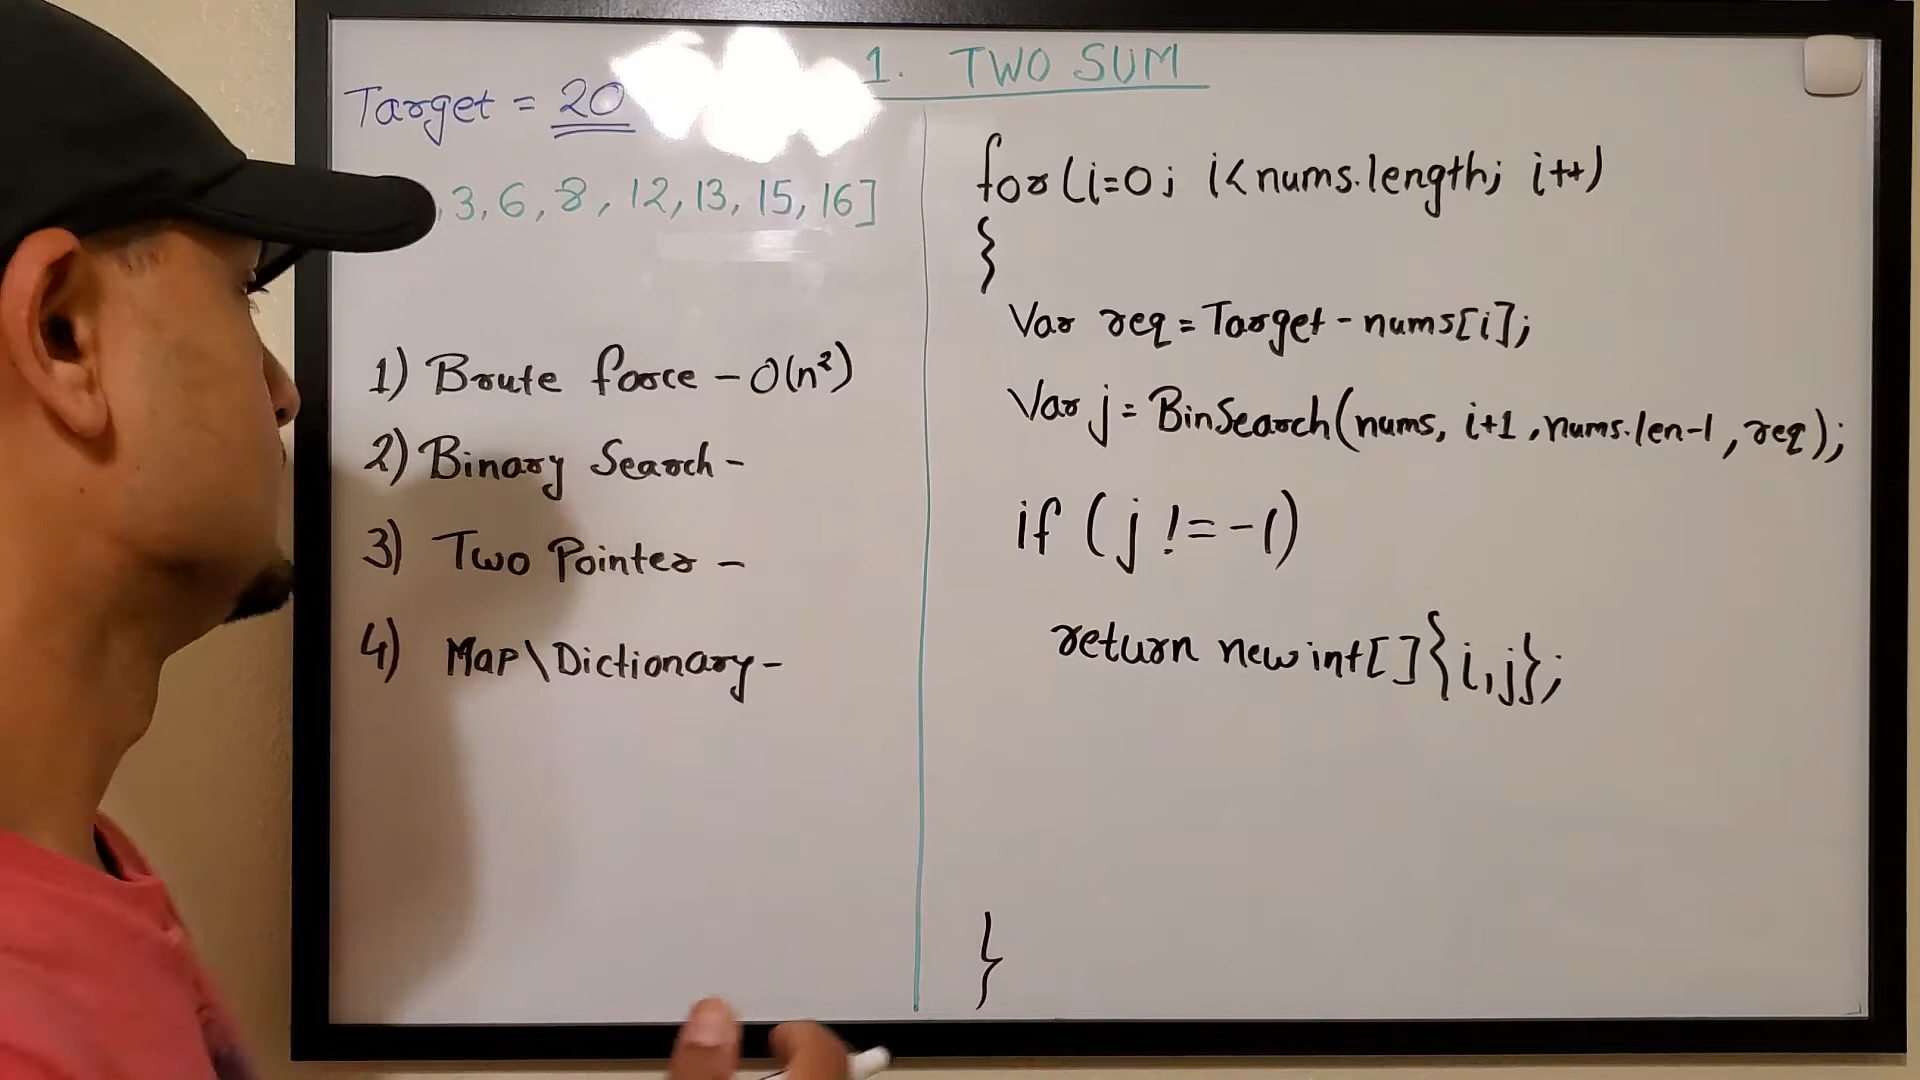 1. TWO SUM
Target = 20
, 3, 6, 8, 12, 13, 15, 16]
1) Brute force - O(n²)
2) Binary Search -
3) Two Pointer -
4) Map\Dictionary -
for(i=0; i<nums.length; i++)
{
Var req = Target - nums[i];
Var j = BinSearch(nums, i+1, nums.len-1, req);
if (j != -1)
return new int[]{i,j};
}